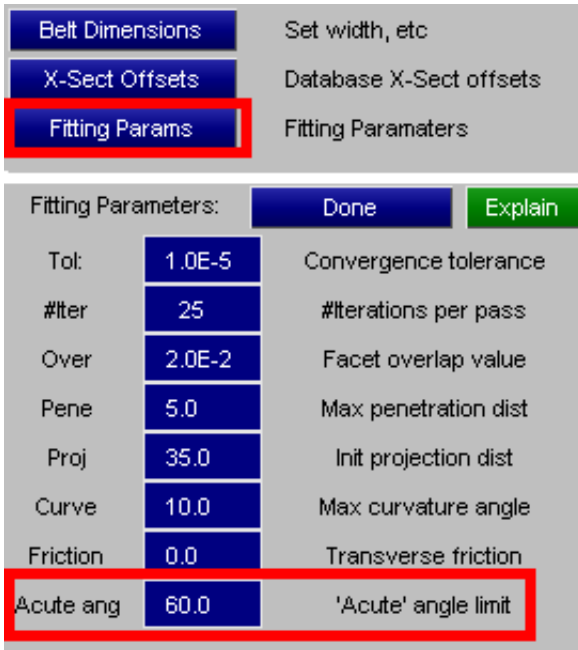 Belt Dimensions Set width, etc
X-Sect Offsets Database X-Sect offsets
Fitting Params Fitting Paramaters
Fitting Parameters: Done Explain
Tol: 1.0E-5 Convergence tolerance
#Iter 25 #Iterations per pass
Over 2.0E-2 Facet overlap value
Pene 5.0 Max penetration dist
Proj 35.0 Init projection dist
Curve 10.0 Max curvature angle
Friction 0.0 Transverse friction
Acute ang 60.0 'Acute' angle limit